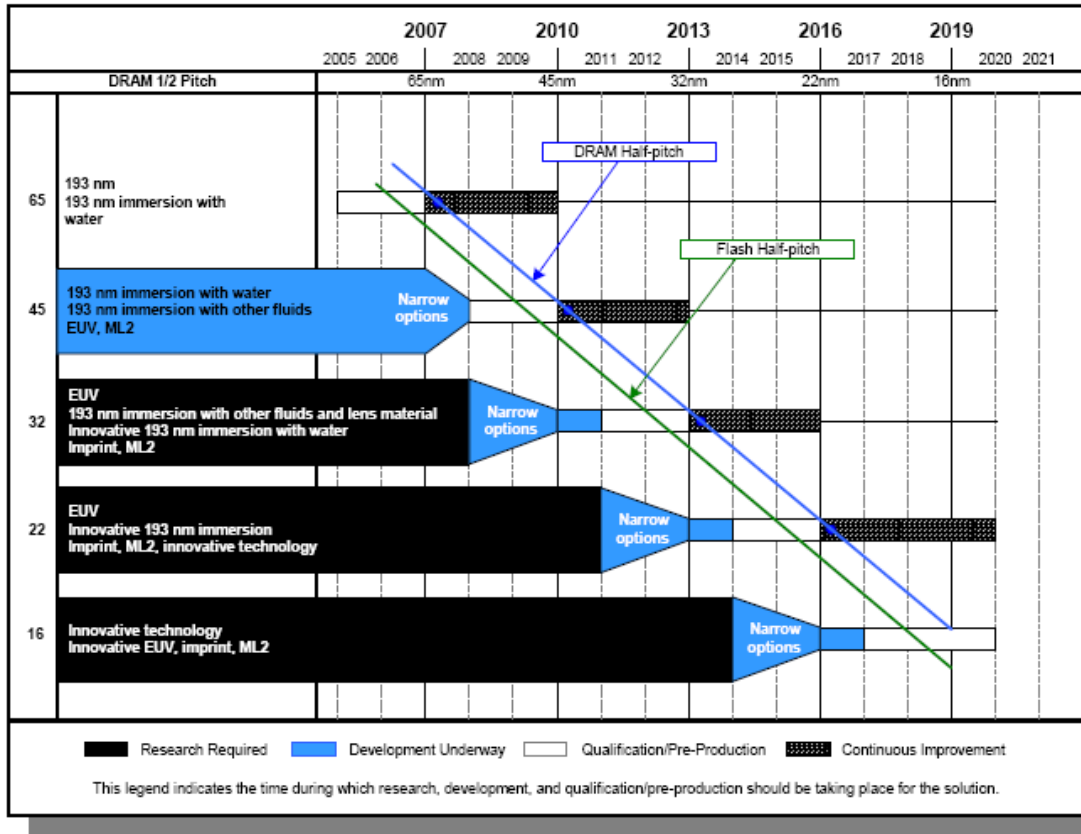 2007 2010 2013 2016 2019
2005 2006 2008 2009 2011 2012 2014 2015 2017 2018 2020 2021
DRAM 1/2 Pitch 65nm 45nm 32nm 22nm 16nm
DRAM Half-pitch
Flash Half-pitch
65
193 nm
193 nm immersion with
water
45
193 nm immersion with water
193 nm immersion with other fluids
EUV, ML2
Narrow
options
32
EUV
193 nm immersion with other fluids and lens material
Innovative 193 nm immersion with water
Imprint, ML2
Narrow
options
22
EUV
Innovative 193 nm immersion
Imprint, ML2, innovative technology
Narrow
options
16
Innovative technology
Innovative EUV, imprint, ML2
Narrow
options
Research Required Development Underway Qualification/Pre-Production Continuous Improvement
This legend indicates the time during which research, development, and qualification/pre-production should be taking place for the solution.